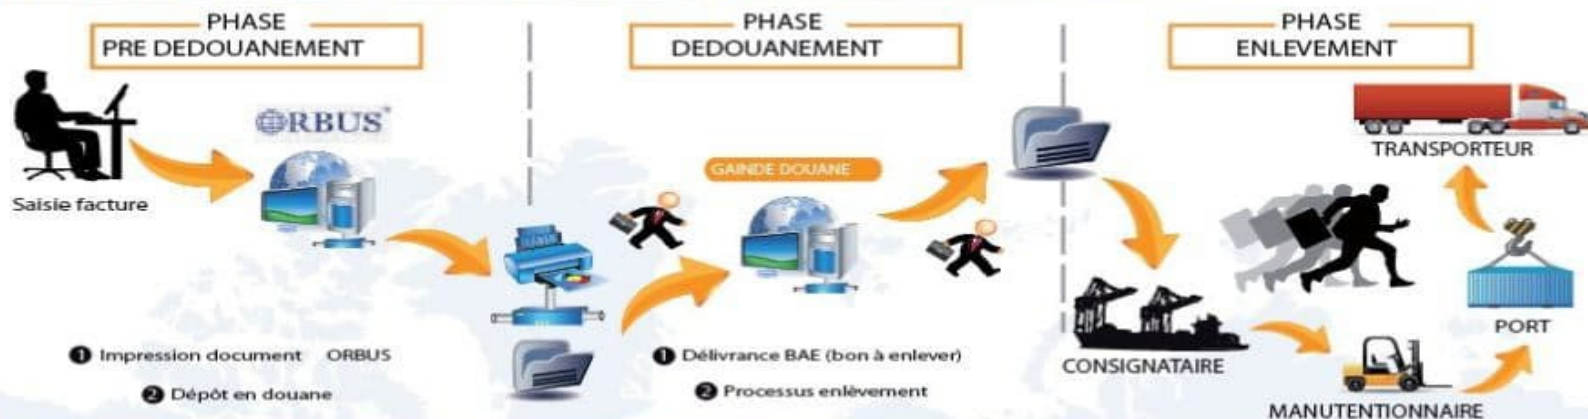 PHASE
PRE DEDOUANEMENT
ORBUS
Saisie facture
❶ Impression document ORBUS
❷ Dépôt en douane
PHASE
DEDOUANEMENT
GAINDE DOUANE
❶ Délivrance BAE (bon à enlever)
❷ Processus enlèvement
PHASE
ENLEVEMENT
TRANSPORTEUR
PORT
CONSIGNATAIRE
MANUTENTIONNAIRE